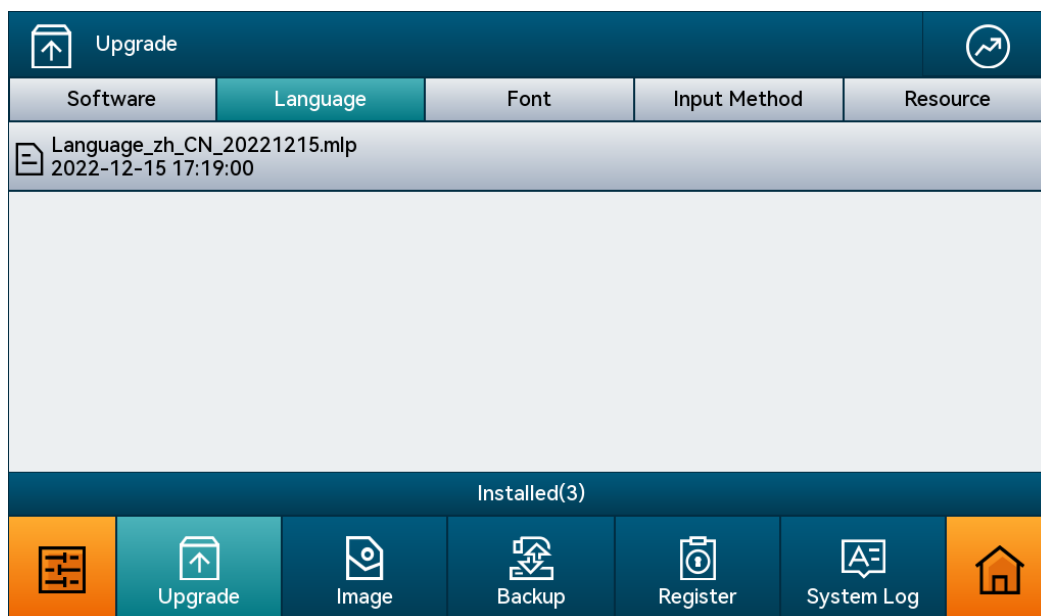 Upgrade
Software
Language
Font
Input Method
Resource
Language_zh_CN_20221215.mlp
2022-12-15 17:19:00
Installed(3)
Upgrade
Image
Backup
Register
System Log